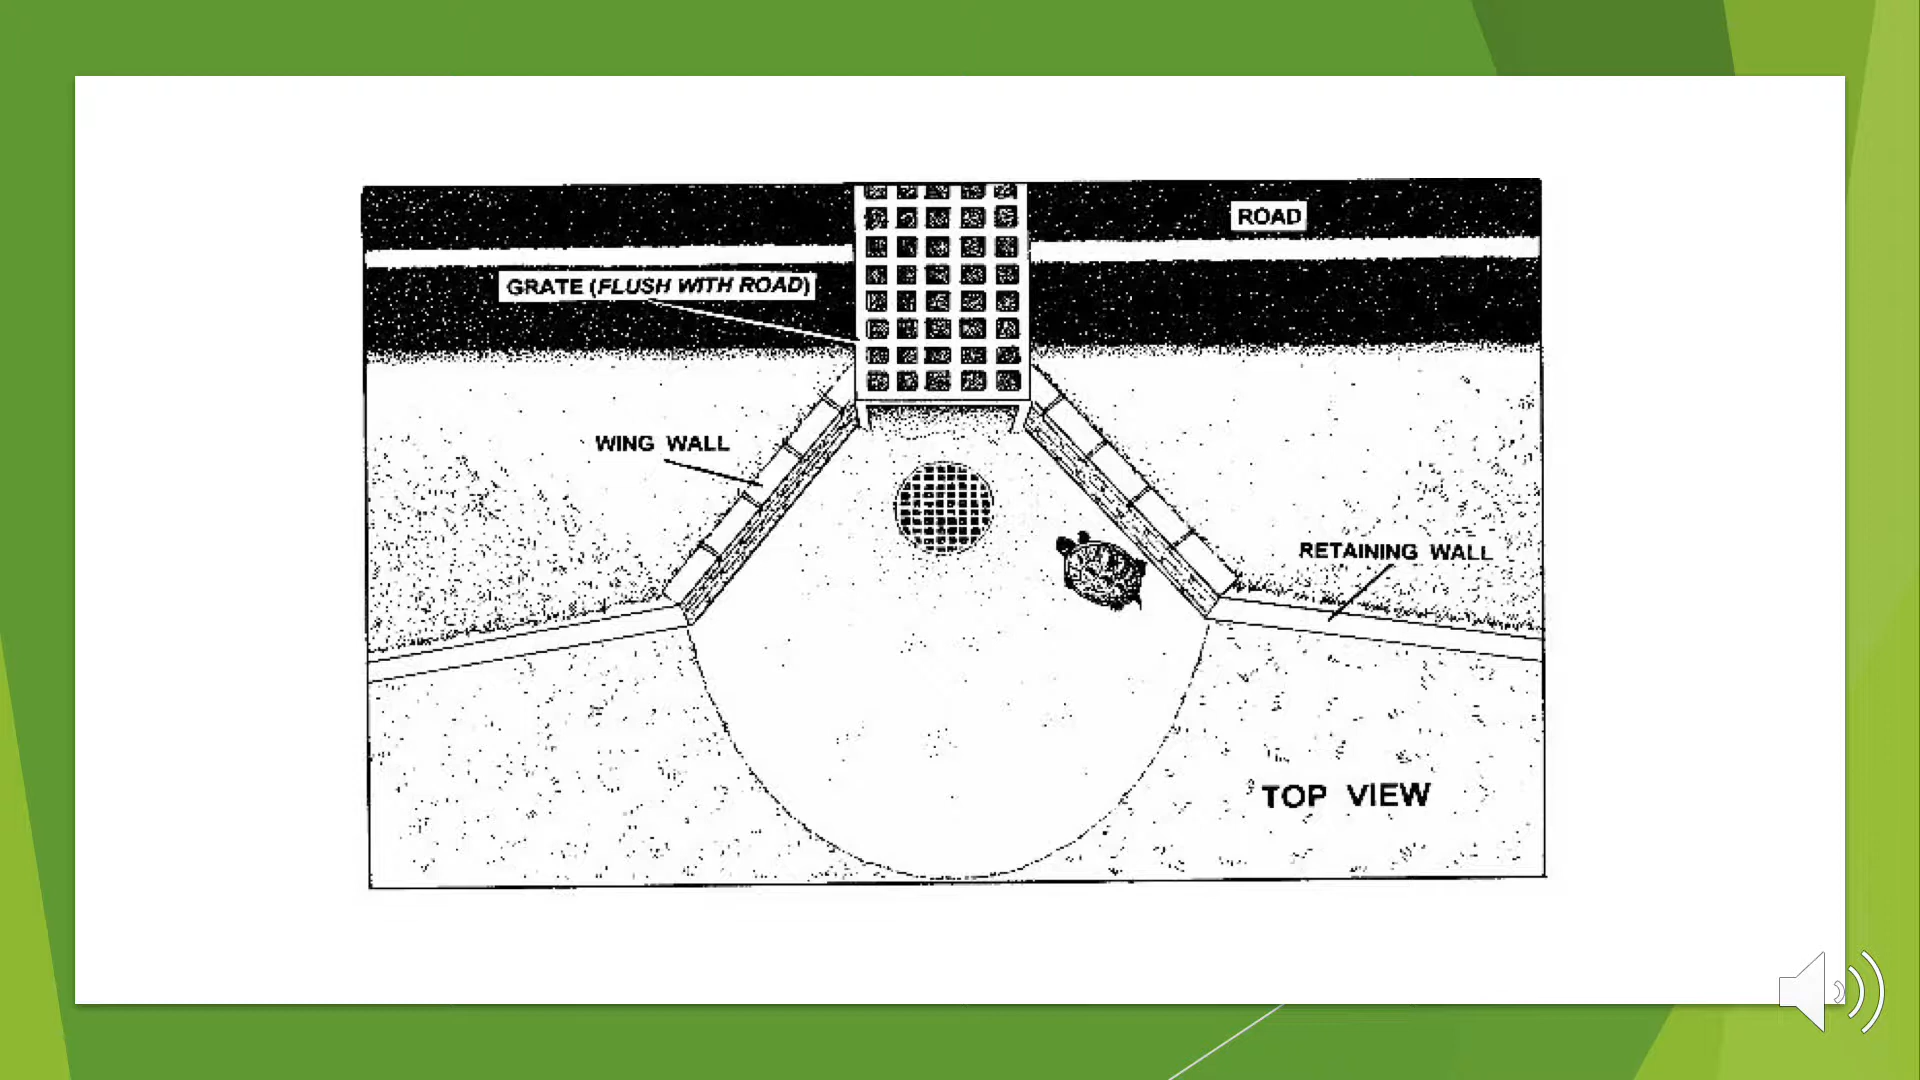 ROAD
GRATE (FLUSH WITH ROAD)
WING WALL
RETAINING WALL
TOP VIEW